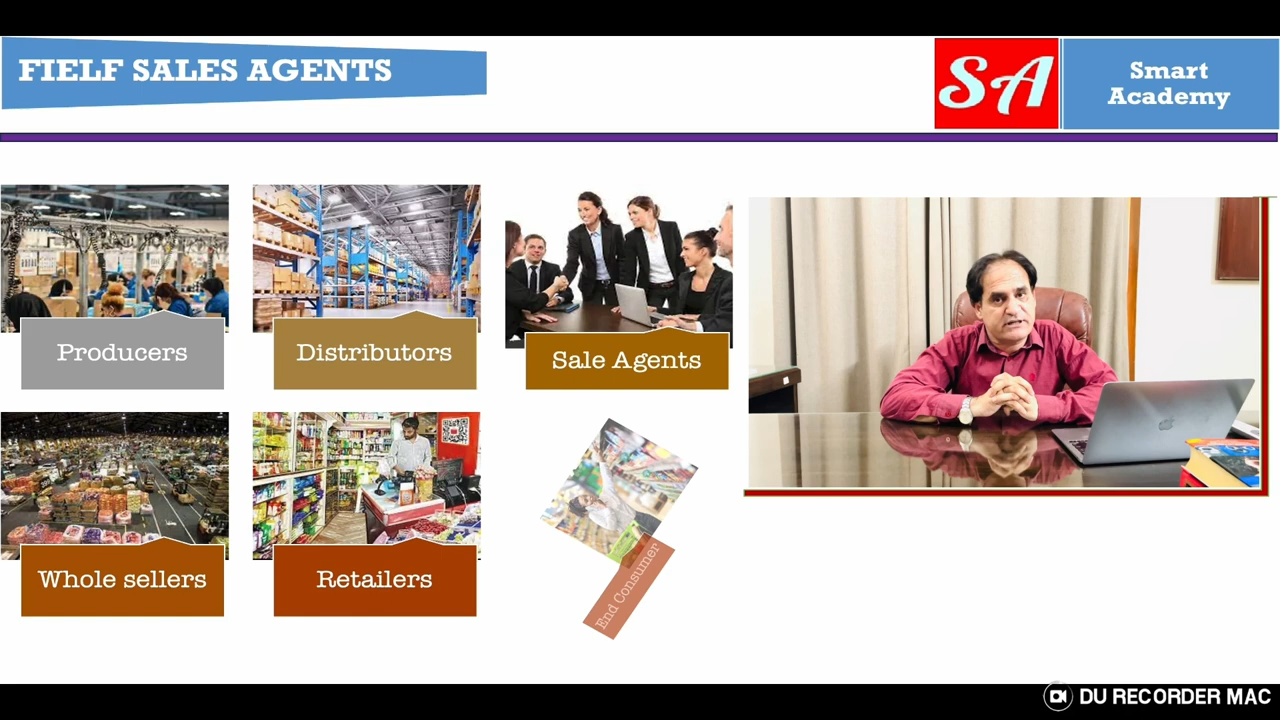 FIELF SALES AGENTS
SA
Smart
Academy
Producers
Distributors
Sale Agents
Whole sellers
Retailers
End Consumer
DU RECORDER MAC